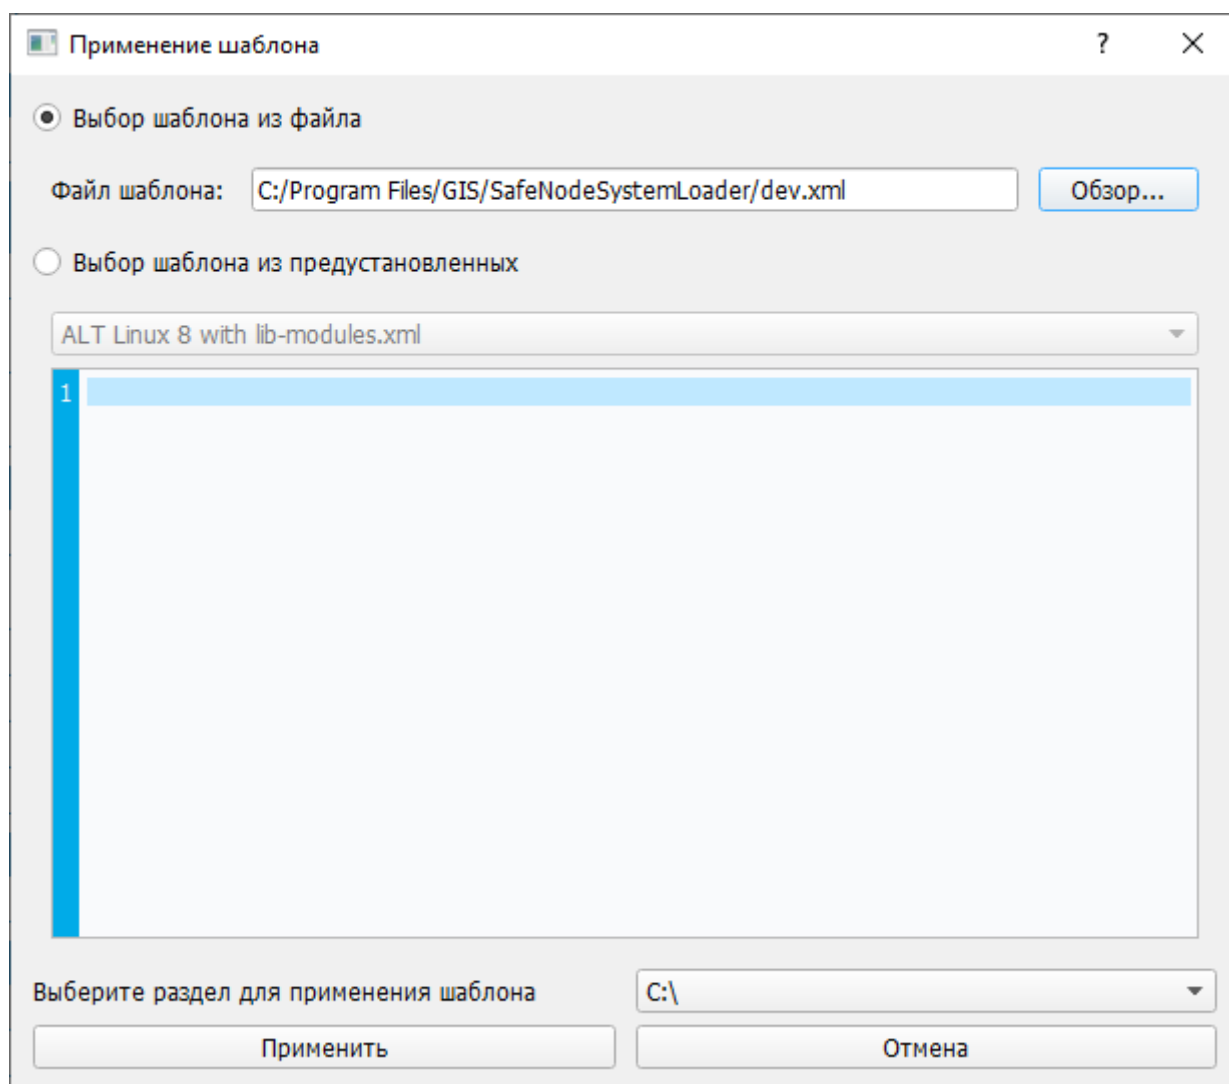 Применение шаблона ?
Выбор шаблона из файла
Файл шаблона: C:/Program Files/GIS/SafeNodeSystemLoader/dev.xml Обзор...
Выбор шаблона из предустановленных
ALT Linux 8 with lib-modules.xml
1
Выберите раздел для применения шаблона C:\
Применить Отмена